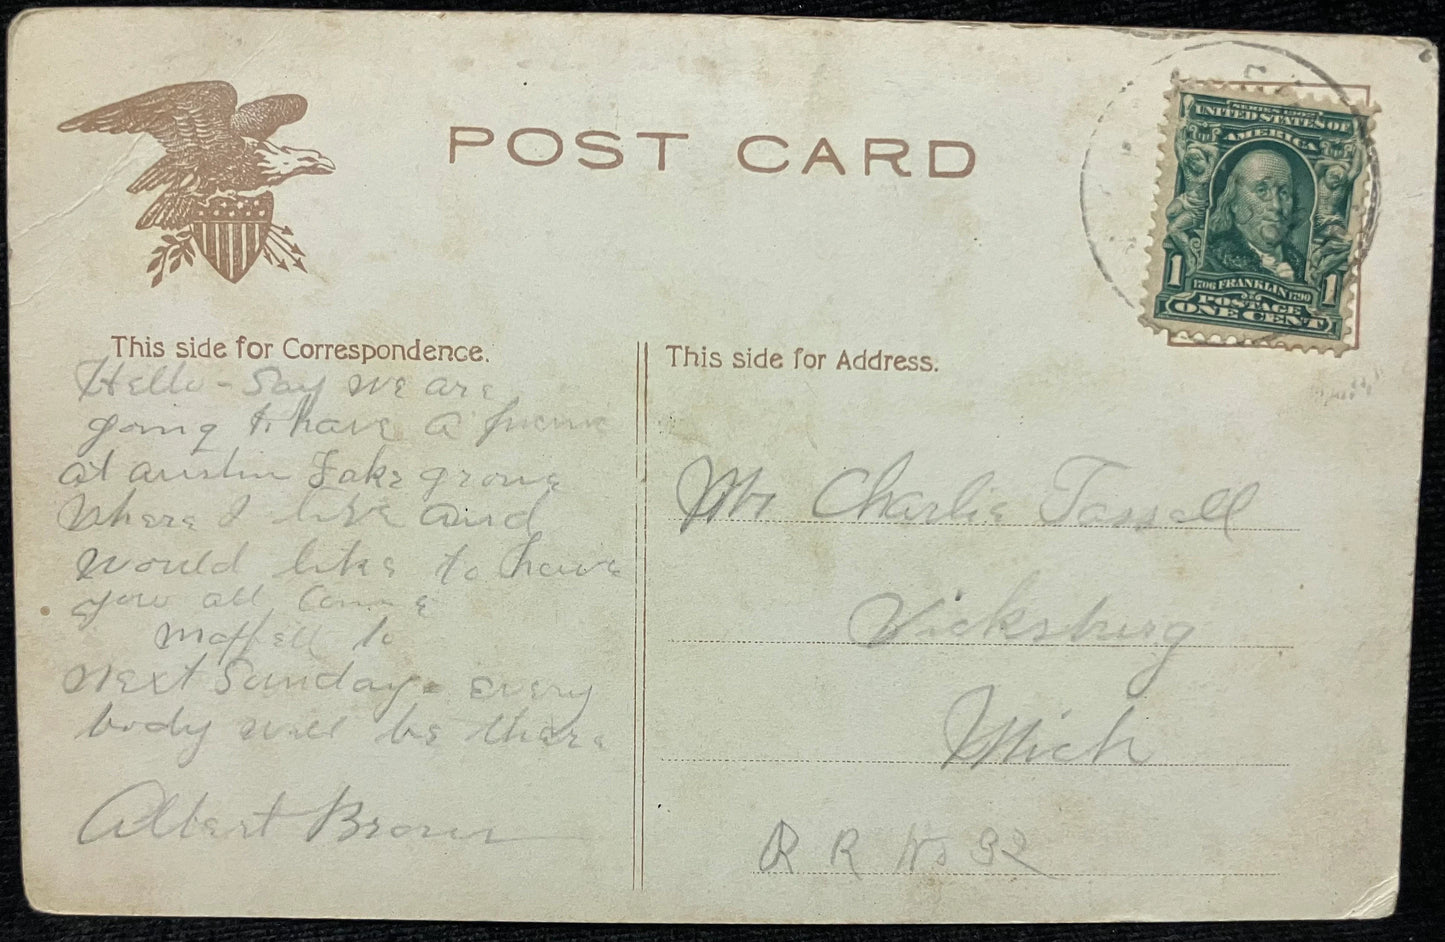 POST CARD
SERIES 1902
UNITED STATES OF
AMERICA
1 1
1706 FRANKLIN 1790
POSTAGE
ONE CENT
This side for Correspondence.
Hello - Say we are
going to have a picnic
at austin Lake grove
where I live and
would like to have
you all come
to
next Sunday. every
body will be there
Albert Brown
This side for Address.
Mr Charlie Tassell
Vicksburg
Mich
R R No 32